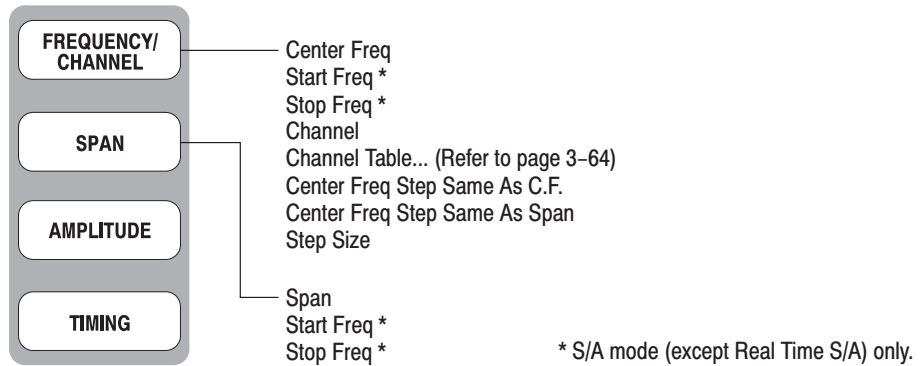 FREQUENCY/
CHANNEL
SPAN
AMPLITUDE
TIMING
Center Freq
Start Freq *
Stop Freq *
Channel
Channel Table... (Refer to page 3–64)
Center Freq Step Same As C.F.
Center Freq Step Same As Span
Step Size
Span
Start Freq *
Stop Freq *
* S/A mode (except Real Time S/A) only.